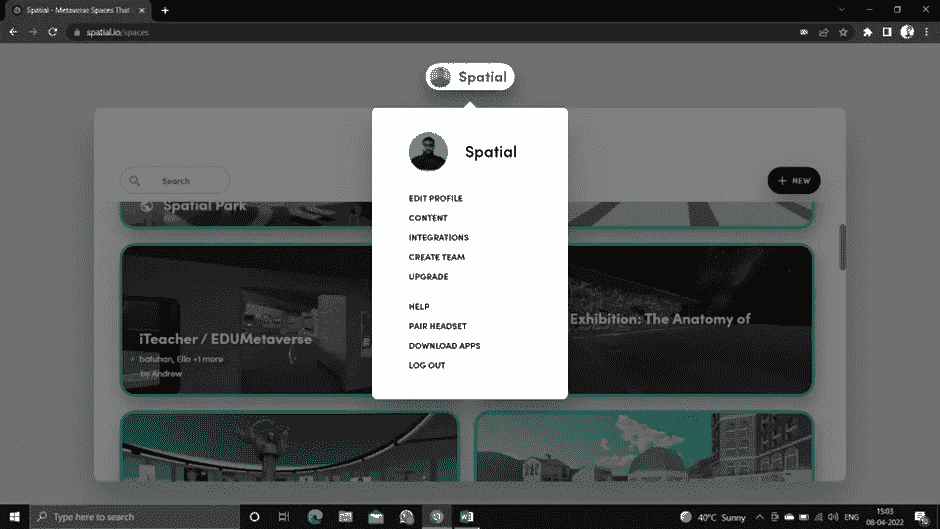 Spatial - Metaverse Spaces That
spatial.io/spaces
Spatial
Spatial
Search
+ NEW
EDIT PROFILE
CONTENT
INTEGRATIONS
CREATE TEAM
UPGRADE
HELP
PAIR HEADSET
DOWNLOAD APPS
LOG OUT
Spatial Park
iTeacher / EDUMetaverse
batuhan, Ella +1 more
by Andrew
Exhibition: The Anatomy of
Type here to search
40°C Sunny
ENG
15:03
08-04-2022